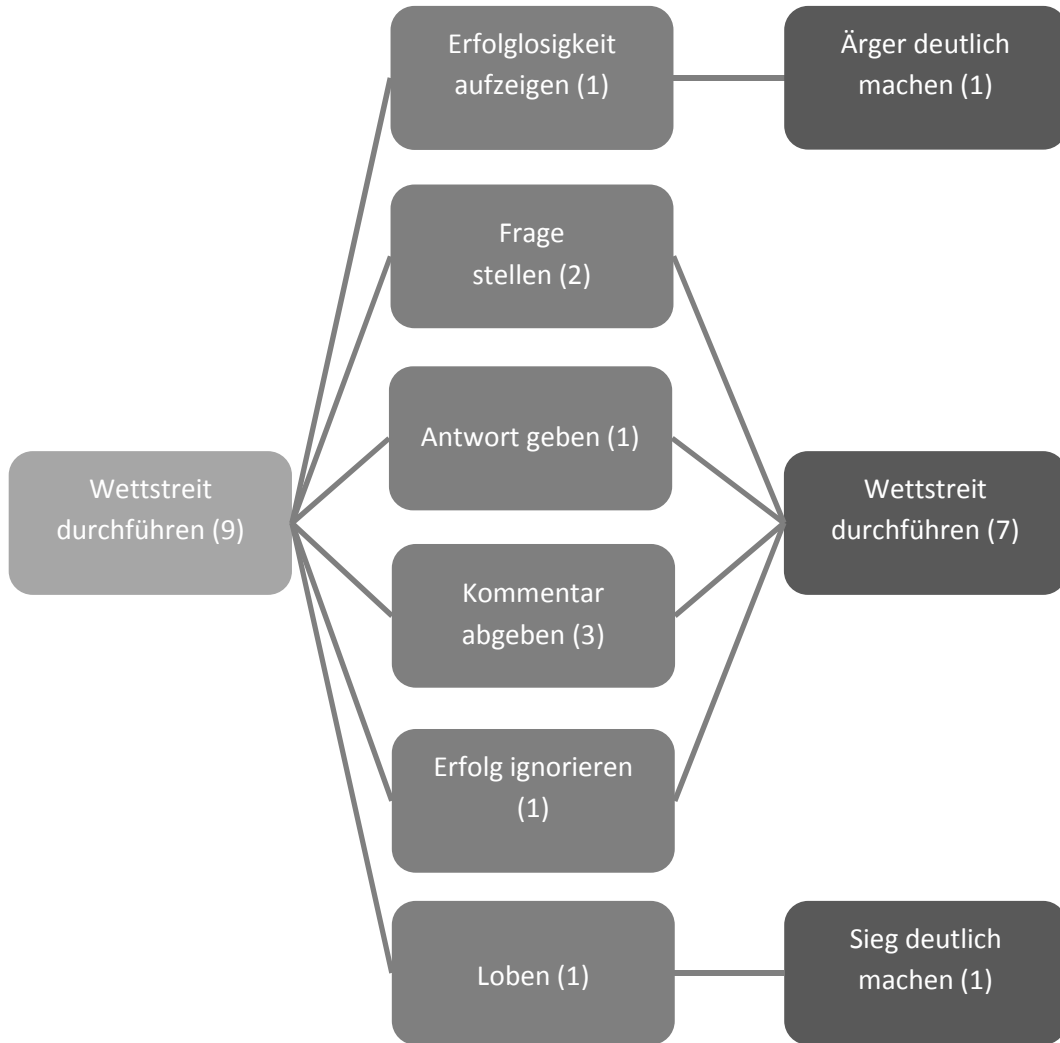 Erfolglosigkeit
aufzeigen (1)
Ärger deutlich
machen (1)
Frage
stellen (2)
Antwort geben (1)
Wettstreit
durchführen (9)
Wettstreit
durchführen (7)
Kommentar
abgeben (3)
Erfolg ignorieren
(1)
Loben (1)
Sieg deutlich
machen (1)